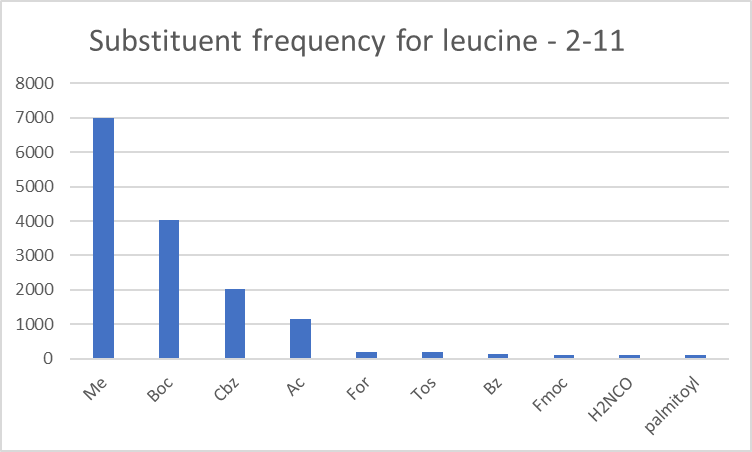 Substituent frequency for leucine - 2-11
8000
7000
6000
5000
4000
3000
2000
1000
0
Me
Boc
Cbz
Ac
For
Tos
Bz
Fmoc
H2NCO
palmitoyl